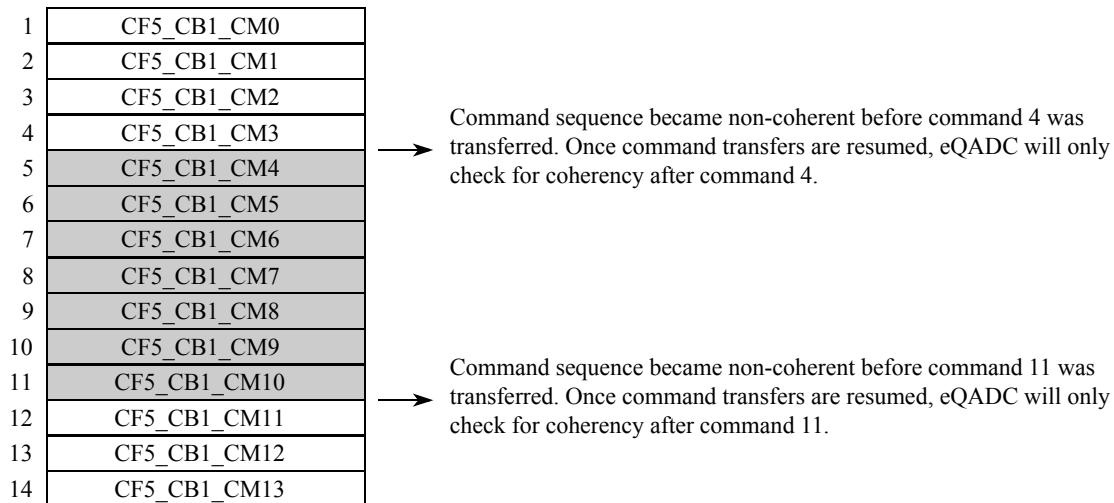 1 CF5_CB1_CM0
2 CF5_CB1_CM1
3 CF5_CB1_CM2
4 CF5_CB1_CM3
5 CF5_CB1_CM4
6 CF5_CB1_CM5
7 CF5_CB1_CM6
8 CF5_CB1_CM7
9 CF5_CB1_CM8
10 CF5_CB1_CM9
11 CF5_CB1_CM10
12 CF5_CB1_CM11
13 CF5_CB1_CM12
14 CF5_CB1_CM13
Command sequence became non-coherent before command 4 was
transferred. Once command transfers are resumed, eQADC will only
check for coherency after command 4.
Command sequence became non-coherent before command 11 was
transferred. Once command transfers are resumed, eQADC will only
check for coherency after command 11.